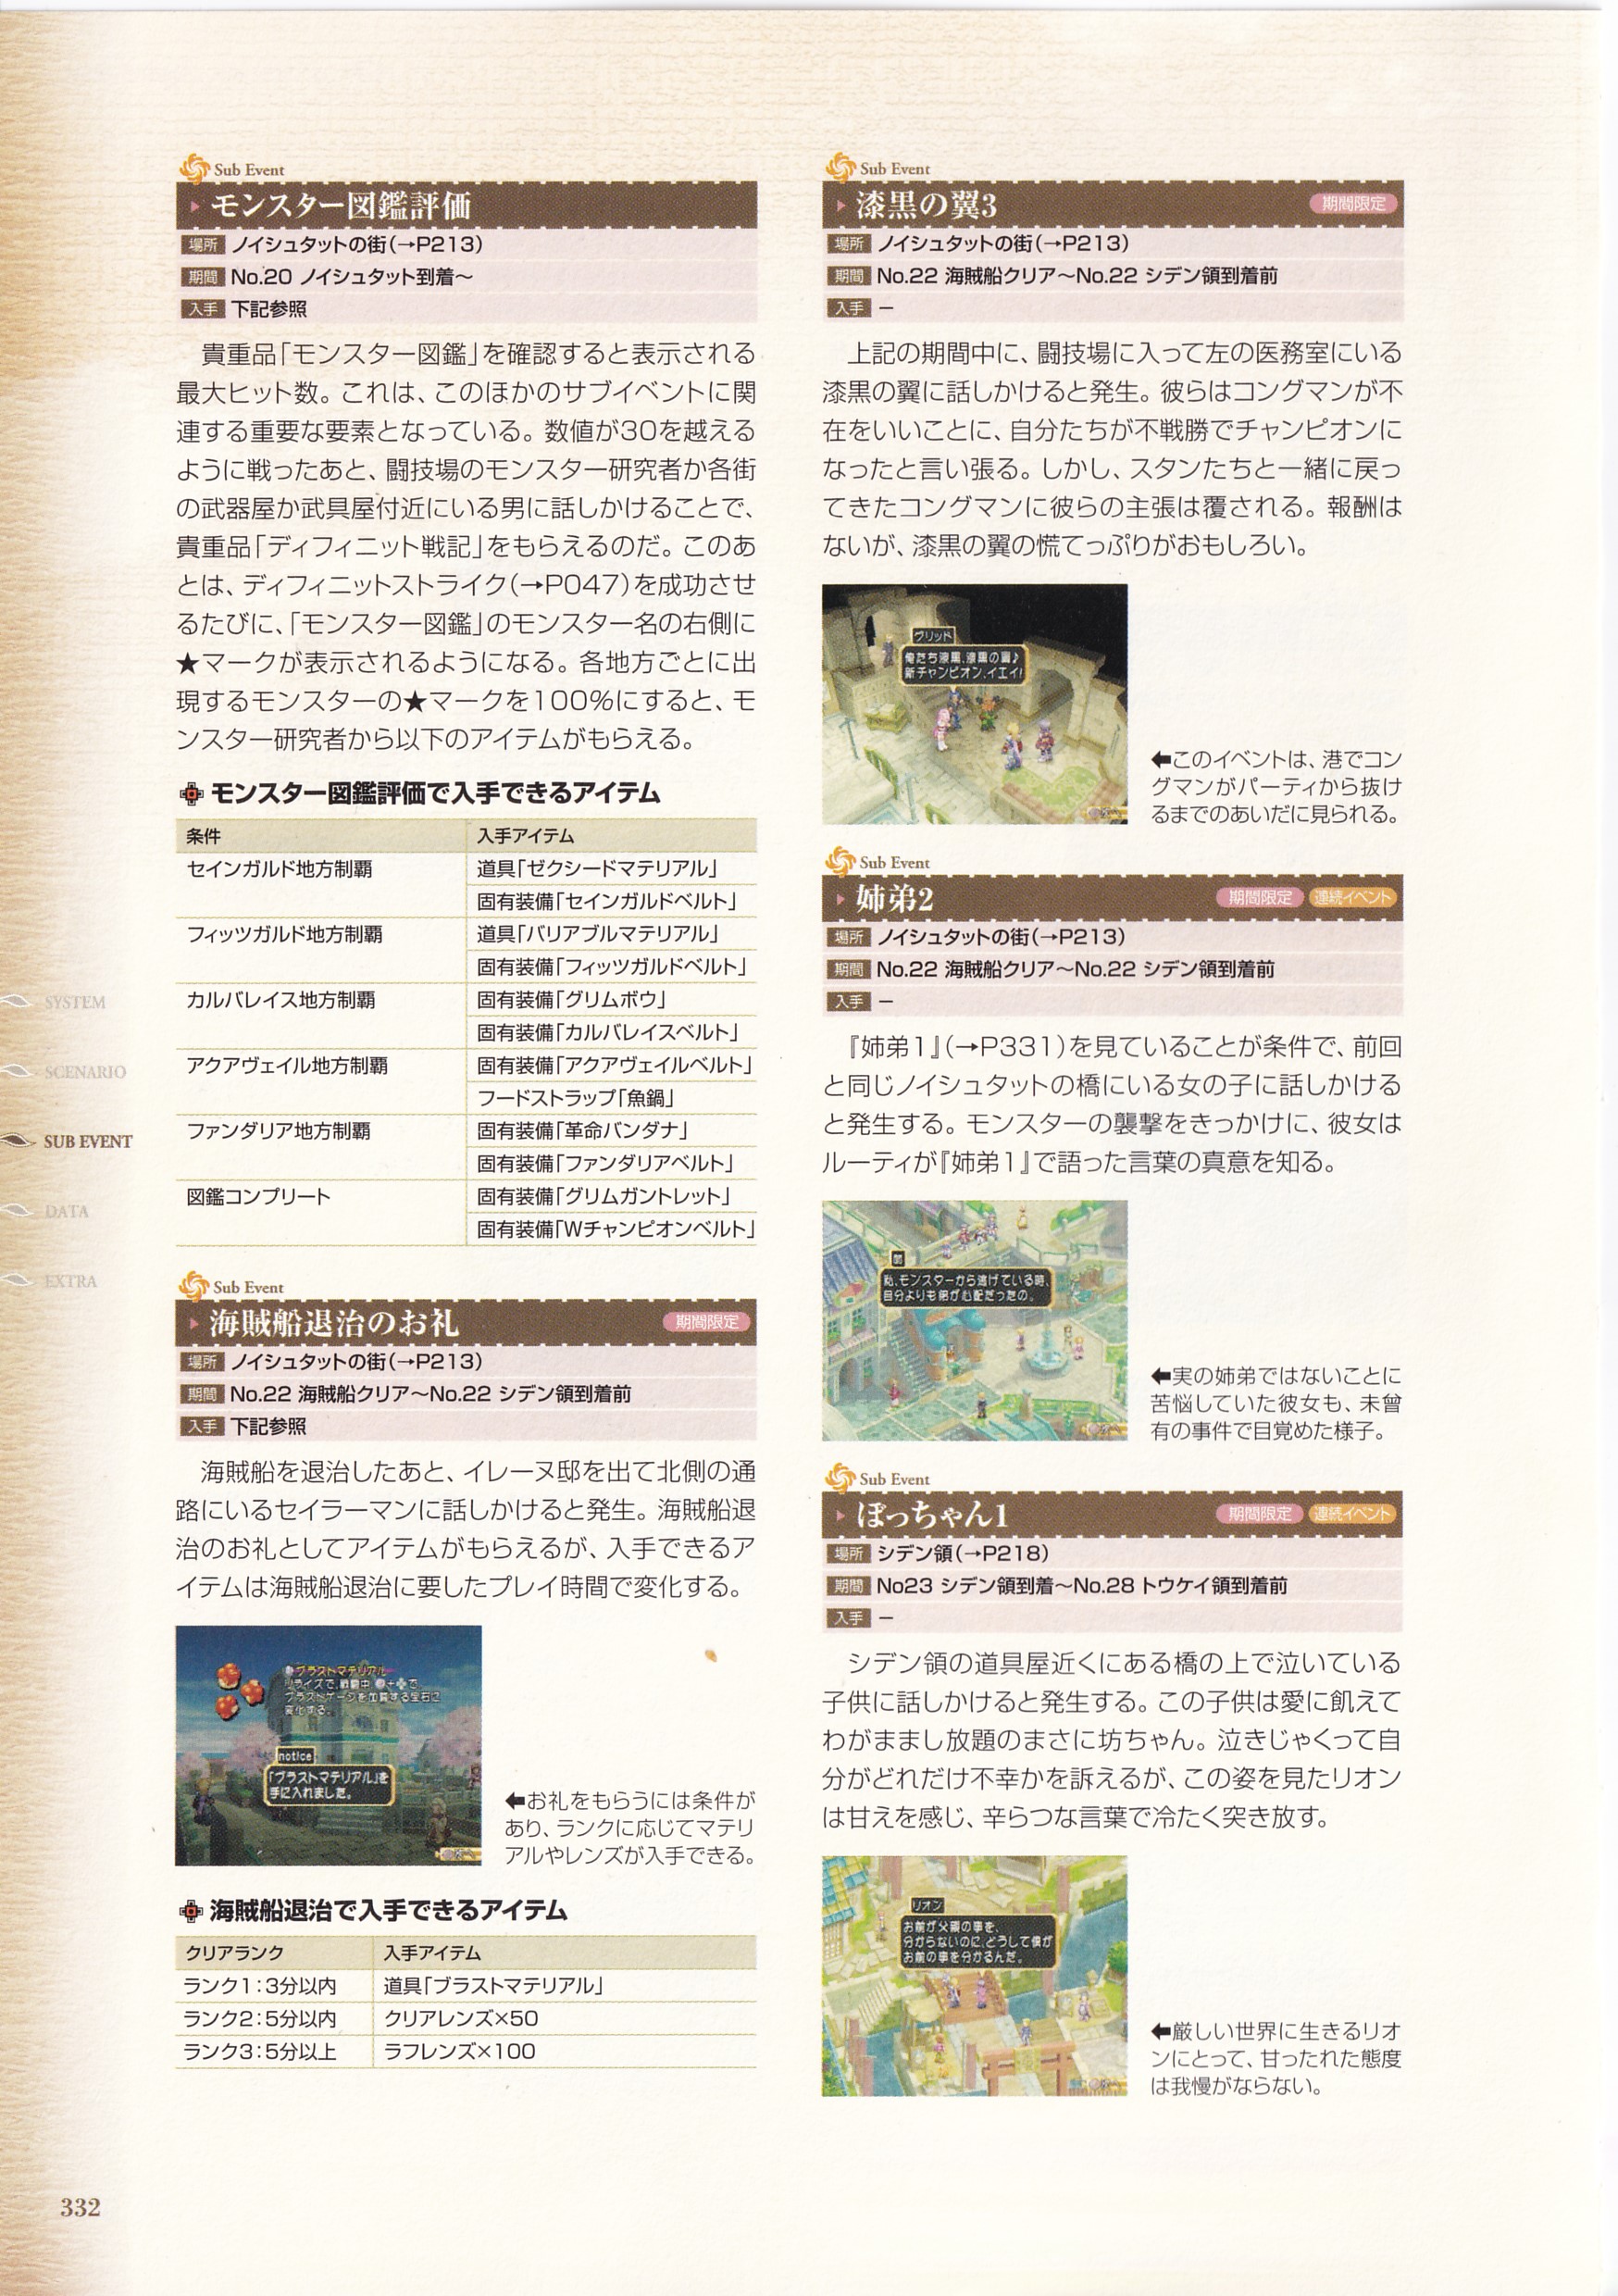 Sub Event
モンスター図鑑評価
場所 ノイシュタットの街(→P213)
期間 No.20 ノイシュタット到着〜
入手 下記参照
貴重品「モンスター図鑑」を確認すると表示される
最大ヒット数。これは、このほかのサブイベントに関
連する重要な要素となっている。数値が30を越える
ように戦ったあと、闘技場のモンスター研究者か各街
の武器屋か武具屋付近にいる男に話しかけることで、
貴重品「ディフィニット戦記」をもらえるのだ。このあ
とは、ディフィニットストライク(→P047)を成功させ
るたびに、「モンスター図鑑」のモンスター名の右側に
★マークが表示されるようになる。各地方ごとに出
現するモンスターの★マークを100%にすると、モ
ンスター研究者から以下のアイテムがもらえる。
モンスター図鑑評価で入手できるアイテム
条件 入手アイテム
セインガルド地方制覇 道具「ゼクシードマテリアル」
固有装備「セインガルドベルト」
フィッツガルド地方制覇 道具「バリアブルマテリアル」
固有装備「フィッツガルドベルト」
カルバレイス地方制覇 固有装備「グリムボウ」
固有装備「カルバレイスベルト」
アクアヴェイル地方制覇 固有装備「アクアヴェイルベルト」
フードストラップ「魚鍋」
ファンダリア地方制覇 固有装備「革命バンダナ」
固有装備「ファンダリアベルト」
図鑑コンプリート 固有装備「グリムガントレット」
固有装備「Wチャンピオンベルト」
Sub Event
海賊船退治のお礼 期間限定
場所 ノイシュタットの街(→P213)
期間 No.22 海賊船クリア〜No.22 シデン領到着前
入手 下記参照
海賊船を退治したあと、イレーヌ邸を出て北側の通
路にいるセイラーマンに話しかけると発生。海賊船退
治のお礼としてアイテムがもらえるが、入手できるア
イテムは海賊船退治に要したプレイ時間で変化する。
ブラストマテリアル
リライズで、戦闘中
ブラストゲージを加算する宝石に
変化する。
notice
「ブラストマテリアル」を
手に入れました。
←お礼をもらうには条件が
あり、ランクに応じてマテリ
アルやレンズが入手できる。
海賊船退治で入手できるアイテム
クリアランク 入手アイテム
ランク1:3分以内 道具「ブラストマテリアル」
ランク2:5分以内 クリアレンズ×50
ランク3:5分以上 ラフレンズ×100
Sub Event
漆黒の翼3 期間限定
場所 ノイシュタットの街(→P213)
期間 No.22 海賊船クリア〜No.22 シデン領到着前
入手 −
上記の期間中に、闘技場に入って左の医務室にいる
漆黒の翼に話しかけると発生。彼らはコングマンが不
在をいいことに、自分たちが不戦勝でチャンピオンに
なったと言い張る。しかし、スタンたちと一緒に戻っ
てきたコングマンに彼らの主張は覆される。報酬は
ないが、漆黒の翼の慌てっぷりがおもしろい。
グリッド
俺たち漆黒、漆黒の翼♪
新チャンピオン、イエイ!
←このイベントは、港でコン
グマンがパーティから抜け
るまでのあいだに見られる。
Sub Event
姉弟2 期間限定 連続イベント
場所 ノイシュタットの街(→P213)
期間 No.22 海賊船クリア〜No.22 シデン領到着前
入手 −
『姉弟1』(→P331)を見ていることが条件で、前回
と同じノイシュタットの橋にいる女の子に話しかける
と発生する。モンスターの襲撃をきっかけに、彼女は
ルーティが『姉弟1』で語った言葉の真意を知る。
私、モンスターから逃げている時、
自分よりも弟が心配だったの。
←実の姉弟ではないことに
苦悩していた彼女も、未曾
有の事件で目覚めた様子。
Sub Event
ぼっちゃん1 期間限定 連続イベント
場所 シデン領(→P218)
期間 No23 シデン領到着〜No.28 トウケイ領到着前
入手 −
シデン領の道具屋近くにある橋の上で泣いている
子供に話しかけると発生する。この子供は愛に飢えて
わがままし放題のまさに坊ちゃん。泣きじゃくって自
分がどれだけ不幸かを訴えるが、この姿を見たリオン
は甘えを感じ、辛らつな言葉で冷たく突き放す。
リオン
お前が父親の事を、
分からないのに、どうして僕が
お前の事を分かるんだ。
←厳しい世界に生きるリオ
ンにとって、甘ったれた態度
は我慢がならない。
SYSTEM
SCENARIO
SUB EVENT
DATA
EXTRA
332